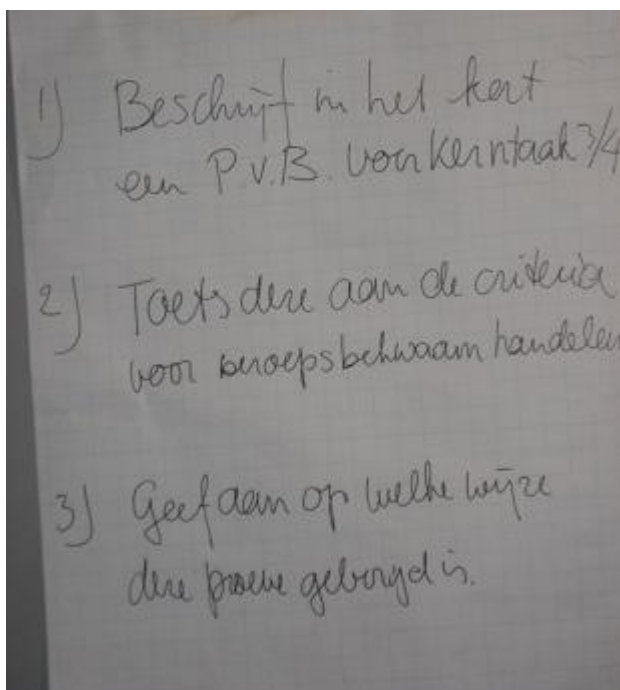 1) Beschrijf in het kort
een P.v.B. voor kerntaak 3/4
2) Toets deze aan de criteria
voor beroepsbekwaam handelen
3) Geef aan op welke wijze
deze proeve geborgd is.